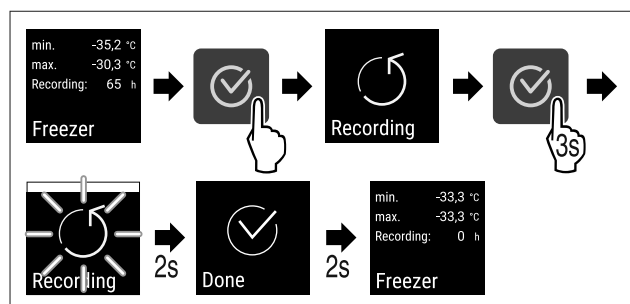 min. -35,2 °C
max. -30,3 °C
Recording: 65 h
Freezer
Recording
3s
Recording
2s
Done
2s
min. -33,3 °C
max. -33,3 °C
Recording: 0 h
Freezer